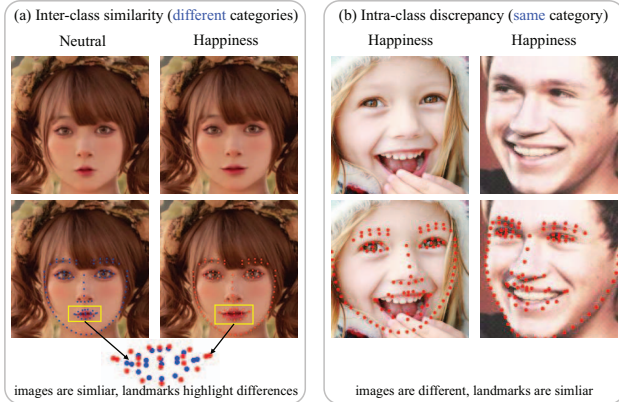 (a) Inter-class similarity (different categories)
Neutral
Happiness
images are simliar, landmarks highlight differences
(b) Intra-class discrepancy (same category)
Happiness
Happiness
images are different, landmarks are simliar